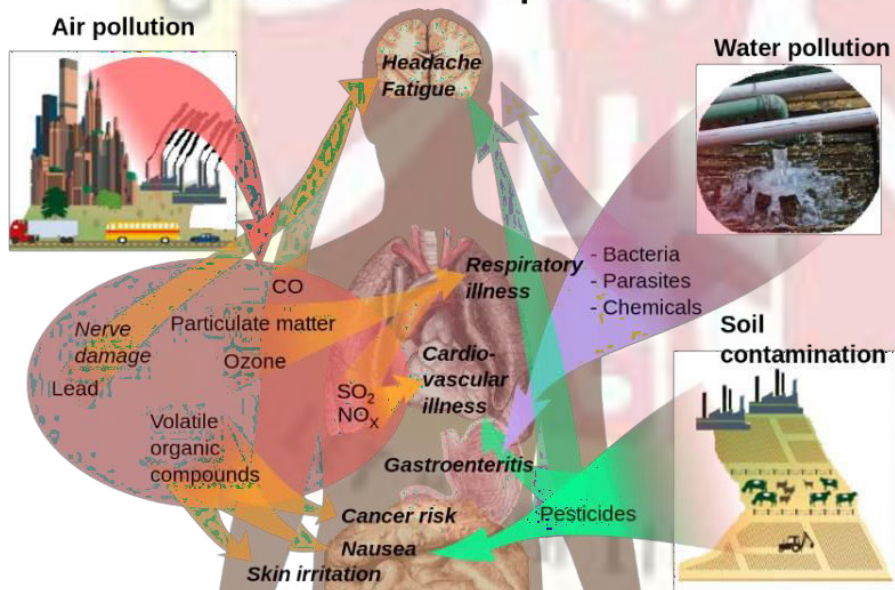 Air pollution
Water pollution
Headache
Fatigue
CO
Respiratory
illness
- Bacteria
- Parasites
- Chemicals
Nerve
damage
Particulate matter
Ozone
Lead
Cardio-
vascular
illness
Soil
contamination
SO₂
NOₓ
Volatile
organic
compounds
Gastroenteritis
Pesticides
Cancer risk
Nausea
Skin irritation